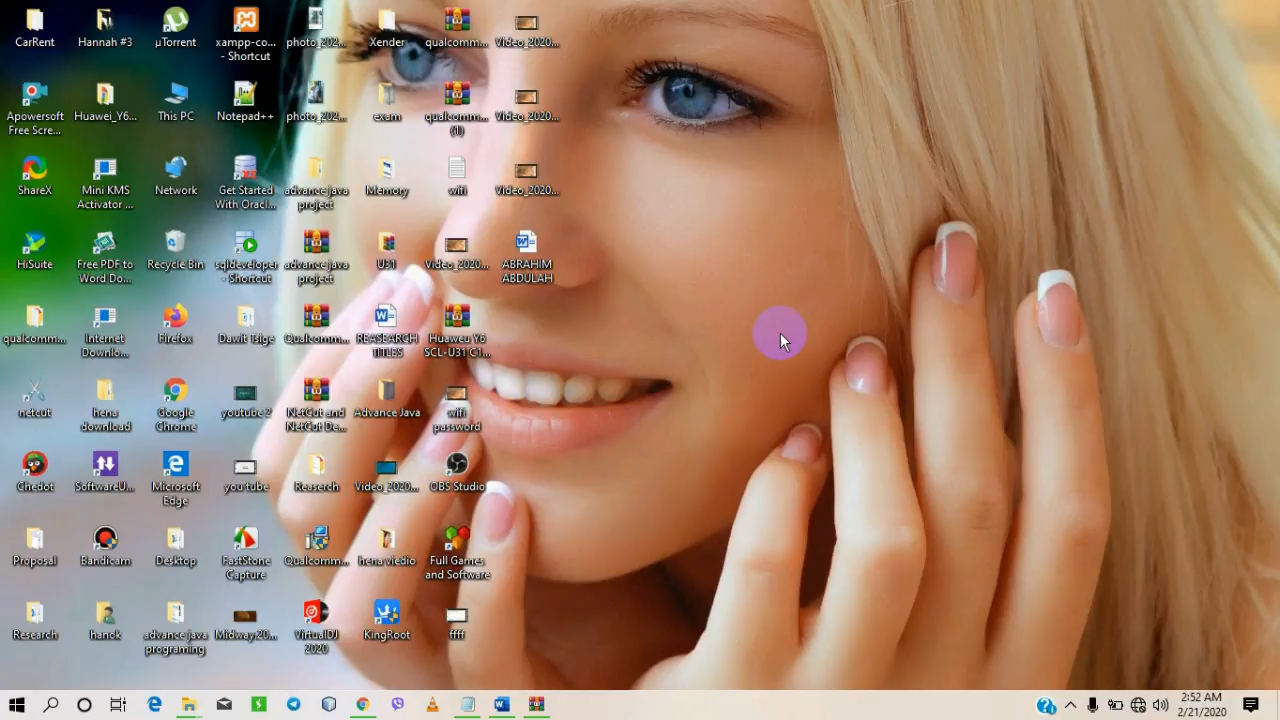 CarRent
Hannah #3
µTorrent
xampp-co...
- Shortcut
photo_202...
Xender
qualcomm...
Video_2020...
Apowersoft
Free Scre...
Huawei_Y6...
This PC
Notepad++
photo_202...
exam
qualcomm...
(1)
Video_2020...
ShareX
Mini KMS
Activator ...
Network
Get Started
With Oracl...
advance java
project
Memory
wifi
Video_2020...
HiSuite
Free PDF to
Word Do...
Recycle Bin
sqldeveloper
- Shortcut
advance java
project
U31
Video_2020...
ABRAHIM
ABDULAH
qualcomm...
Internet
Downlo...
Firefox
Dawit Tsige
Qualcomm...
REASEARCH
TITLES
Huaweu Y6
SCL-U31 C1...
netcut
hena
download
Google
Chrome
youtube 2
NetCut and
NetCut De...
Advance Java
wifi
password
Chedot
SoftwareU...
Microsoft
Edge
you tube
Reaserch
Video_2020...
OBS Studio
Proposal
Bandicam
Desktop
FastStone
Capture
Qualcomm...
hena viedio
Full Games
and Software
Research
hanok
advance java
programing
Midway 20...
VirtualDJ
2020
KingRoot
ffff
2:52 AM
2/21/2020